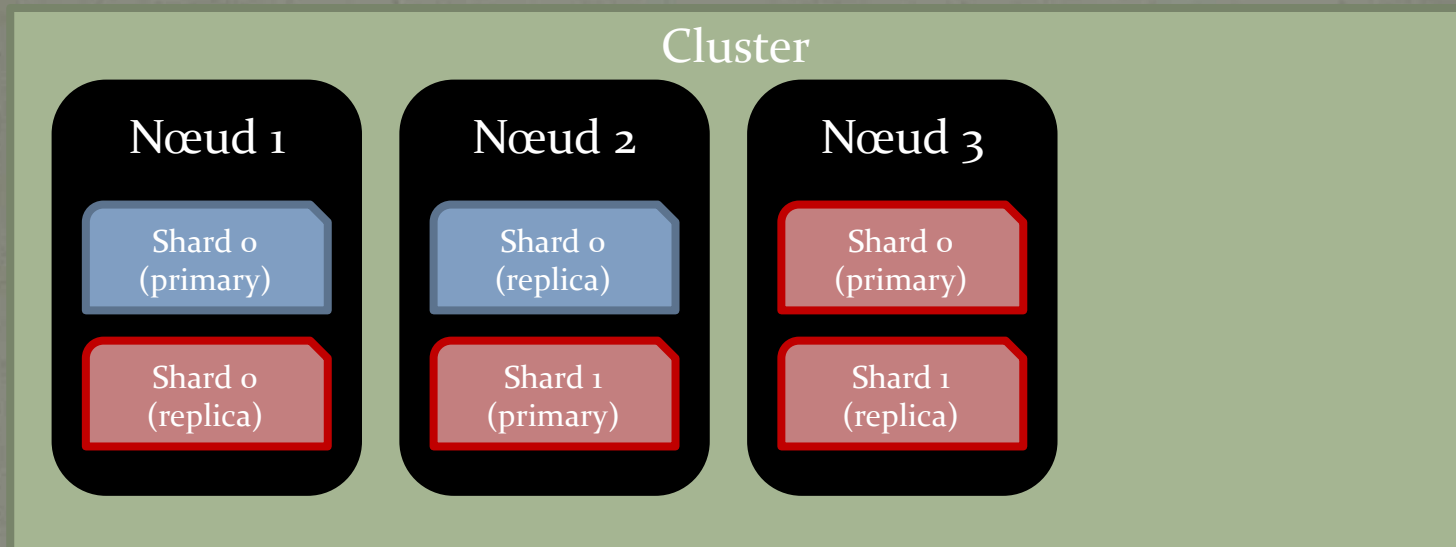 Cluster
Nœud 1
Nœud 2
Nœud 3
Shard 0
(primary)
Shard 0
(replica)
Shard 0
(primary)
Shard 0
(replica)
Shard 1
(primary)
Shard 1
(replica)